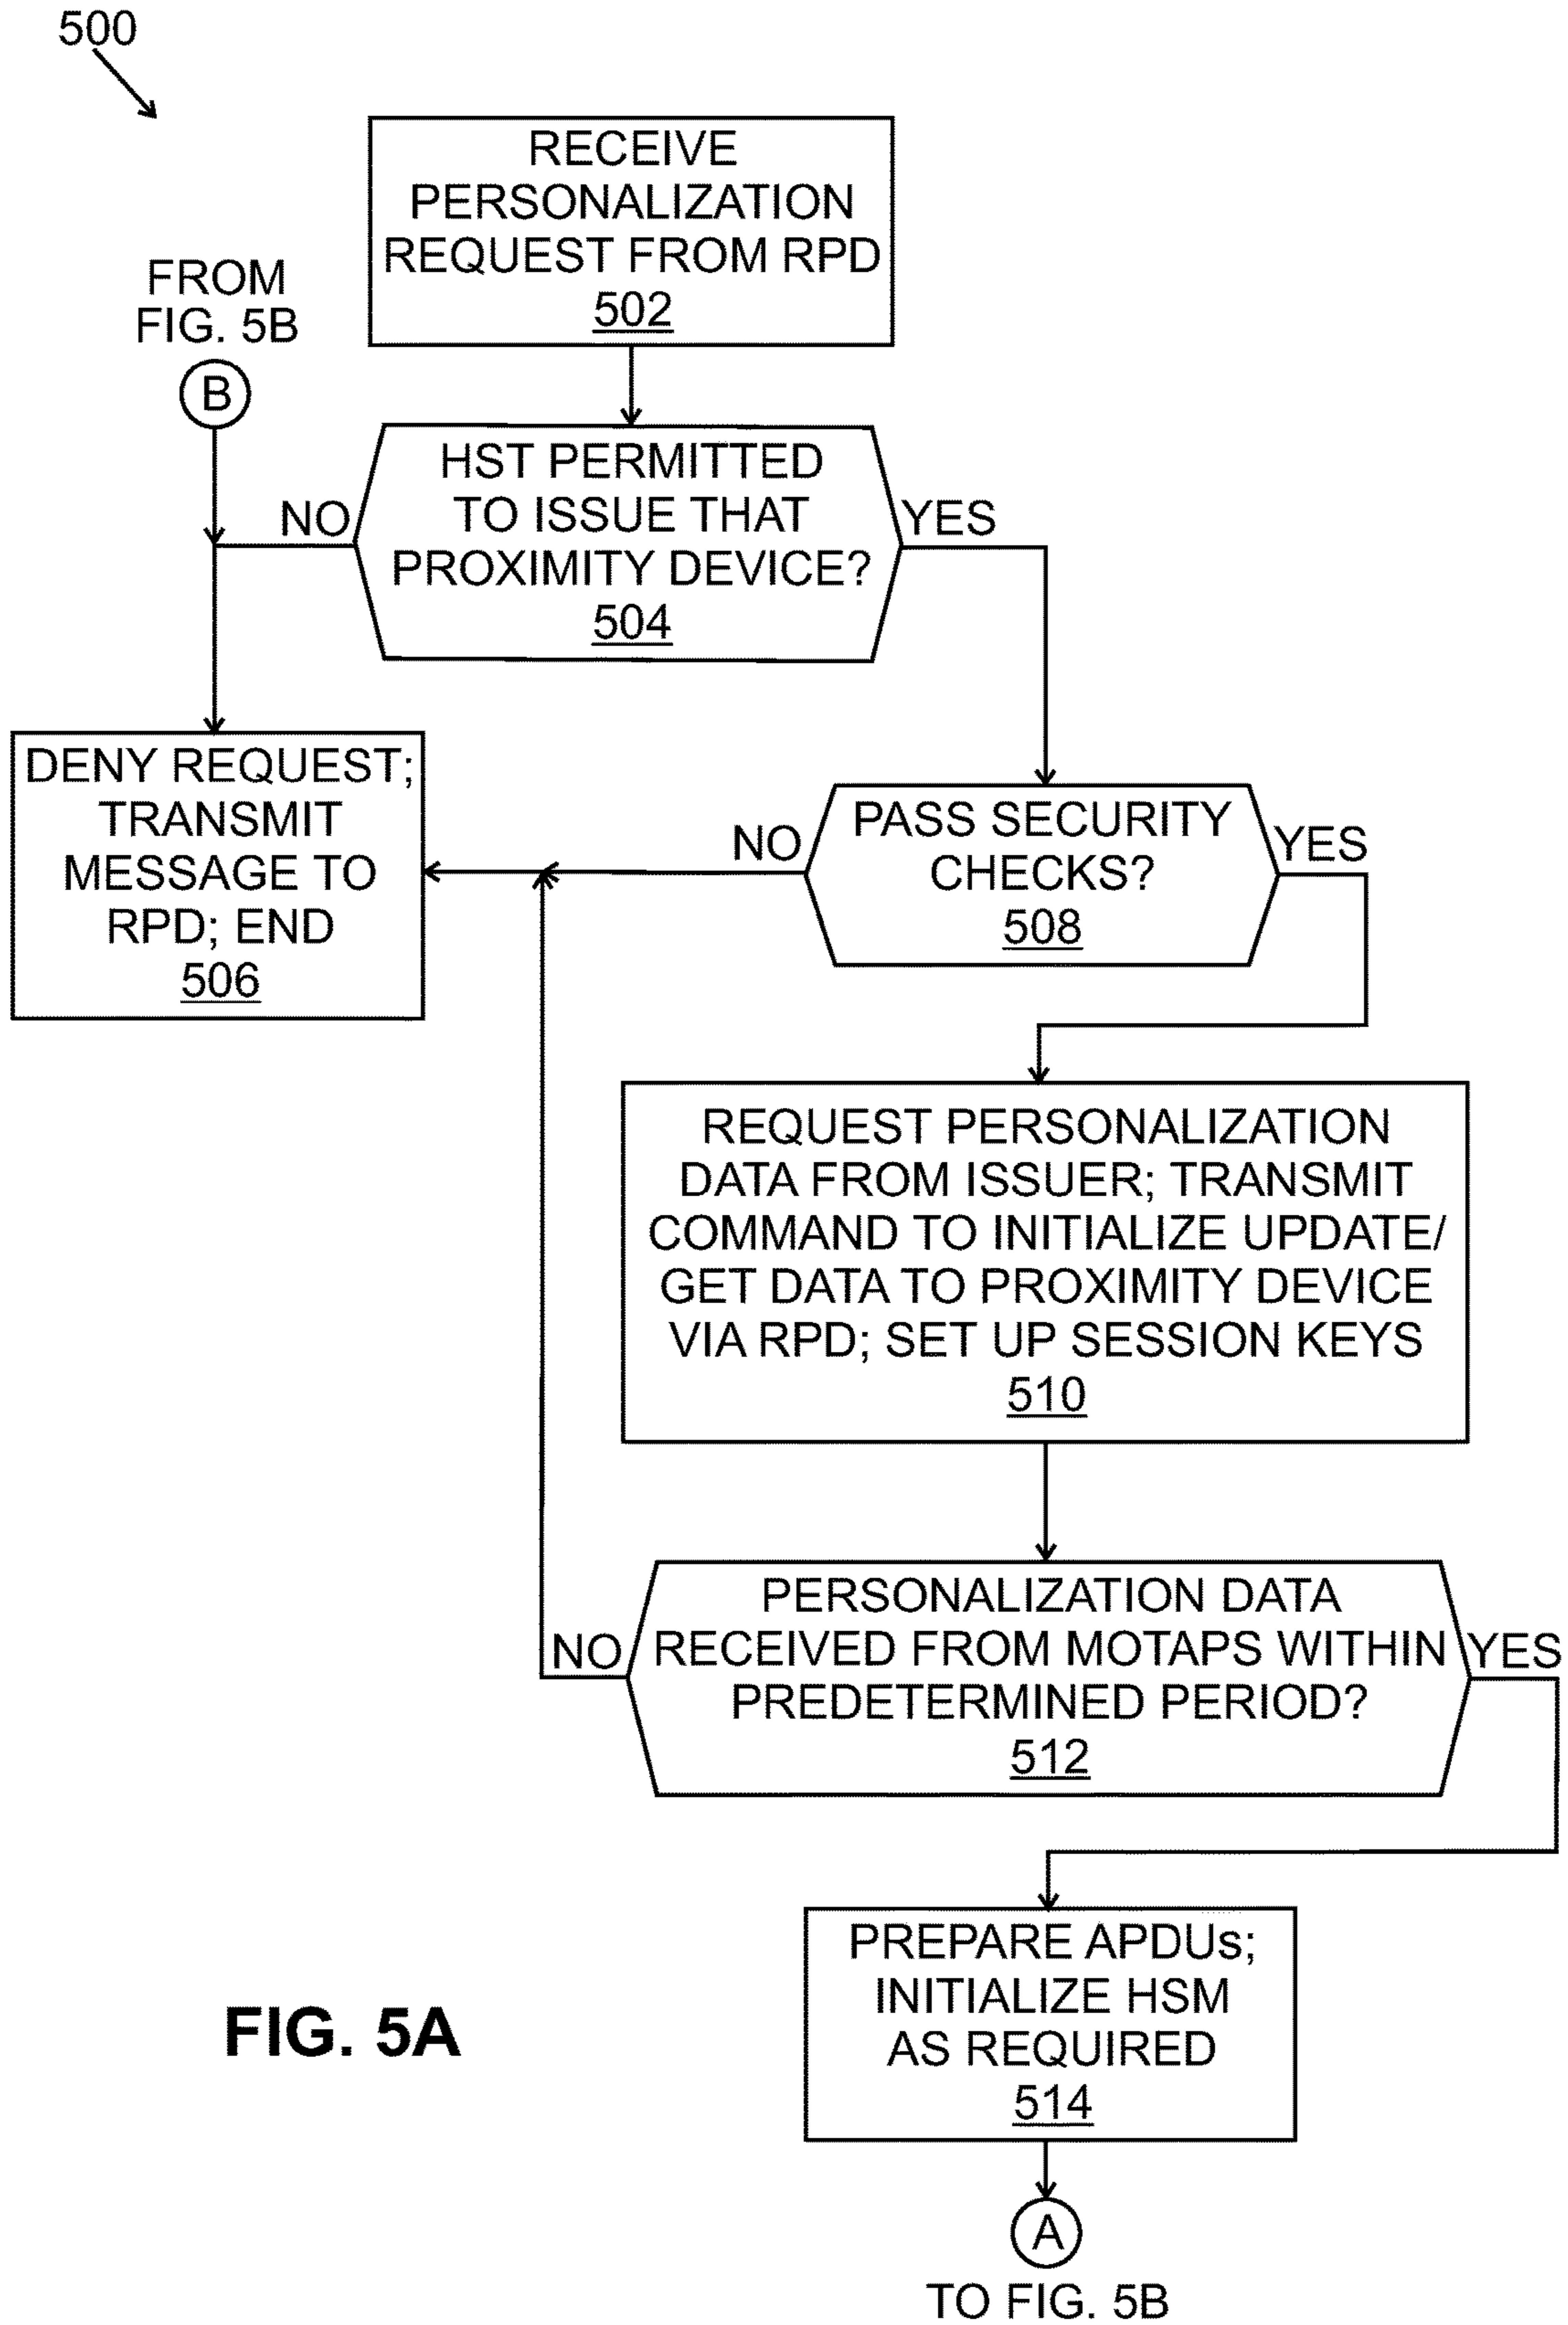 500
RECEIVE
PERSONALIZATION
REQUEST FROM RPD
502
FROM
FIG. 5B
B
HST PERMITTED
TO ISSUE THAT
PROXIMITY DEVICE?
504
NO
YES
DENY REQUEST;
TRANSMIT
MESSAGE TO
RPD; END
506
PASS SECURITY
CHECKS?
508
NO
YES
REQUEST PERSONALIZATION
DATA FROM ISSUER; TRANSMIT
COMMAND TO INITIALIZE UPDATE/
GET DATA TO PROXIMITY DEVICE
VIA RPD; SET UP SESSION KEYS
510
PERSONALIZATION DATA
RECEIVED FROM MOTAPS WITHIN
PREDETERMINED PERIOD?
512
NO
YES
PREPARE APDUs;
INITIALIZE HSM
AS REQUIRED
514
A
TO FIG. 5B
FIG. 5A